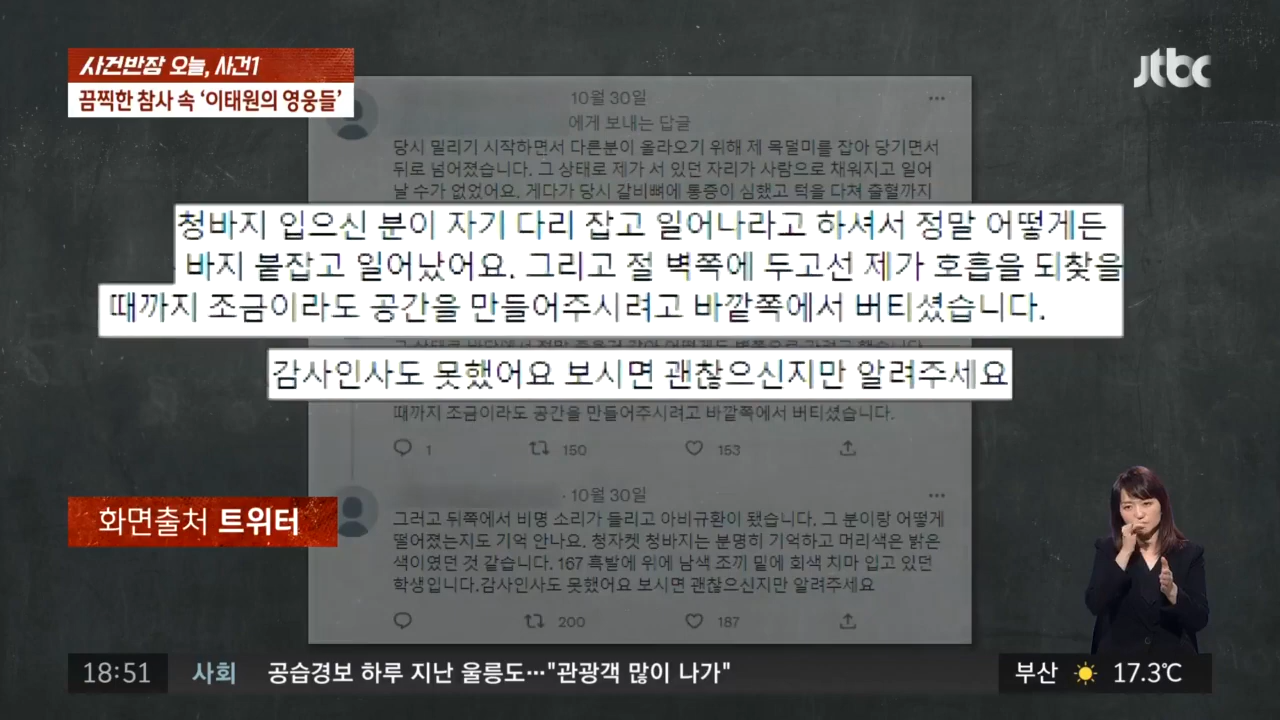 사건반장 오늘, 사건1
끔찍한 참사 속 ‘이태원의 영웅들’
jtbc
10월 30일
에게 보내는 답글
당시 밀리기 시작하면서 다른분이 올라오기 위해 제 목덜미를 잡아 당기면서
뒤로 넘어졌습니다. 그 상태로 제가 서 있던 자리가 사람으로 채워지고 일어
날 수가 없었어요. 게다가 당시 갈비뼈에 통증이 심했고 턱을 다쳐 출혈까지
청바지 입으신 분이 자기 다리 잡고 일어나라고 하셔서 정말 어떻게든
바지 붙잡고 일어났어요. 그리고 절 벽쪽에 두고선 제가 호흡을 되찾을
때까지 조금이라도 공간을 만들어주시려고 바깥쪽에서 버티셨습니다.
감사인사도 못했어요 보시면 괜찮으신지만 알려주세요
때까지 조금이라도 공간을 만들어주시려고 바깥쪽에서 버티셨습니다.
1 150 153
· 10월 30일
그러고 뒤쪽에서 비명 소리가 들리고 아비규환이 됐습니다. 그 분이랑 어떻게
떨어졌는지도 기억 안나요. 청자켓 청바지는 분명히 기억하고 머리색은 밝은
색이였던 것 같습니다. 167 흑발에 위에 남색 조끼 밑에 회색 치마 입고 있던
학생입니다.감사인사도 못했어요 보시면 괜찮으신지만 알려주세요
200 187
화면출처 트위터
18:51 사회 공습경보 하루 지난 울릉도…"관광객 많이 나가"
부산 17.3℃